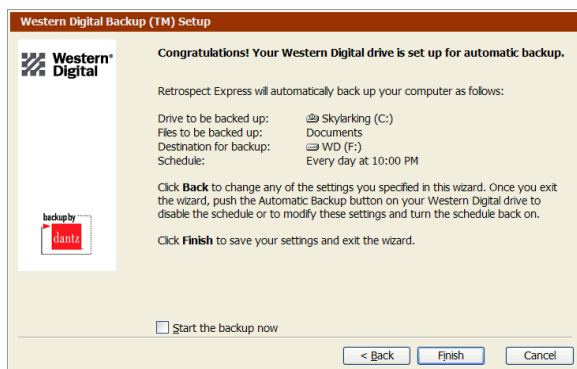 Western Digital Backup (TM) Setup
Western®
Digital
Congratulations! Your Western Digital drive is set up for automatic backup.
Retrospect Express will automatically back up your computer as follows:
Drive to be backed up: Skylarking (C:)
Files to be backed up: Documents
Destination for backup: WD (F:)
Schedule: Every day at 10:00 PM
Click Back to change any of the settings you specified in this wizard. Once you exit
the wizard, push the Automatic Backup button on your Western Digital drive to
disable the schedule or to modify these settings and turn the schedule back on.
backup by
dantz
Click Finish to save your settings and exit the wizard.
Start the backup now
< Back
Finish
Cancel